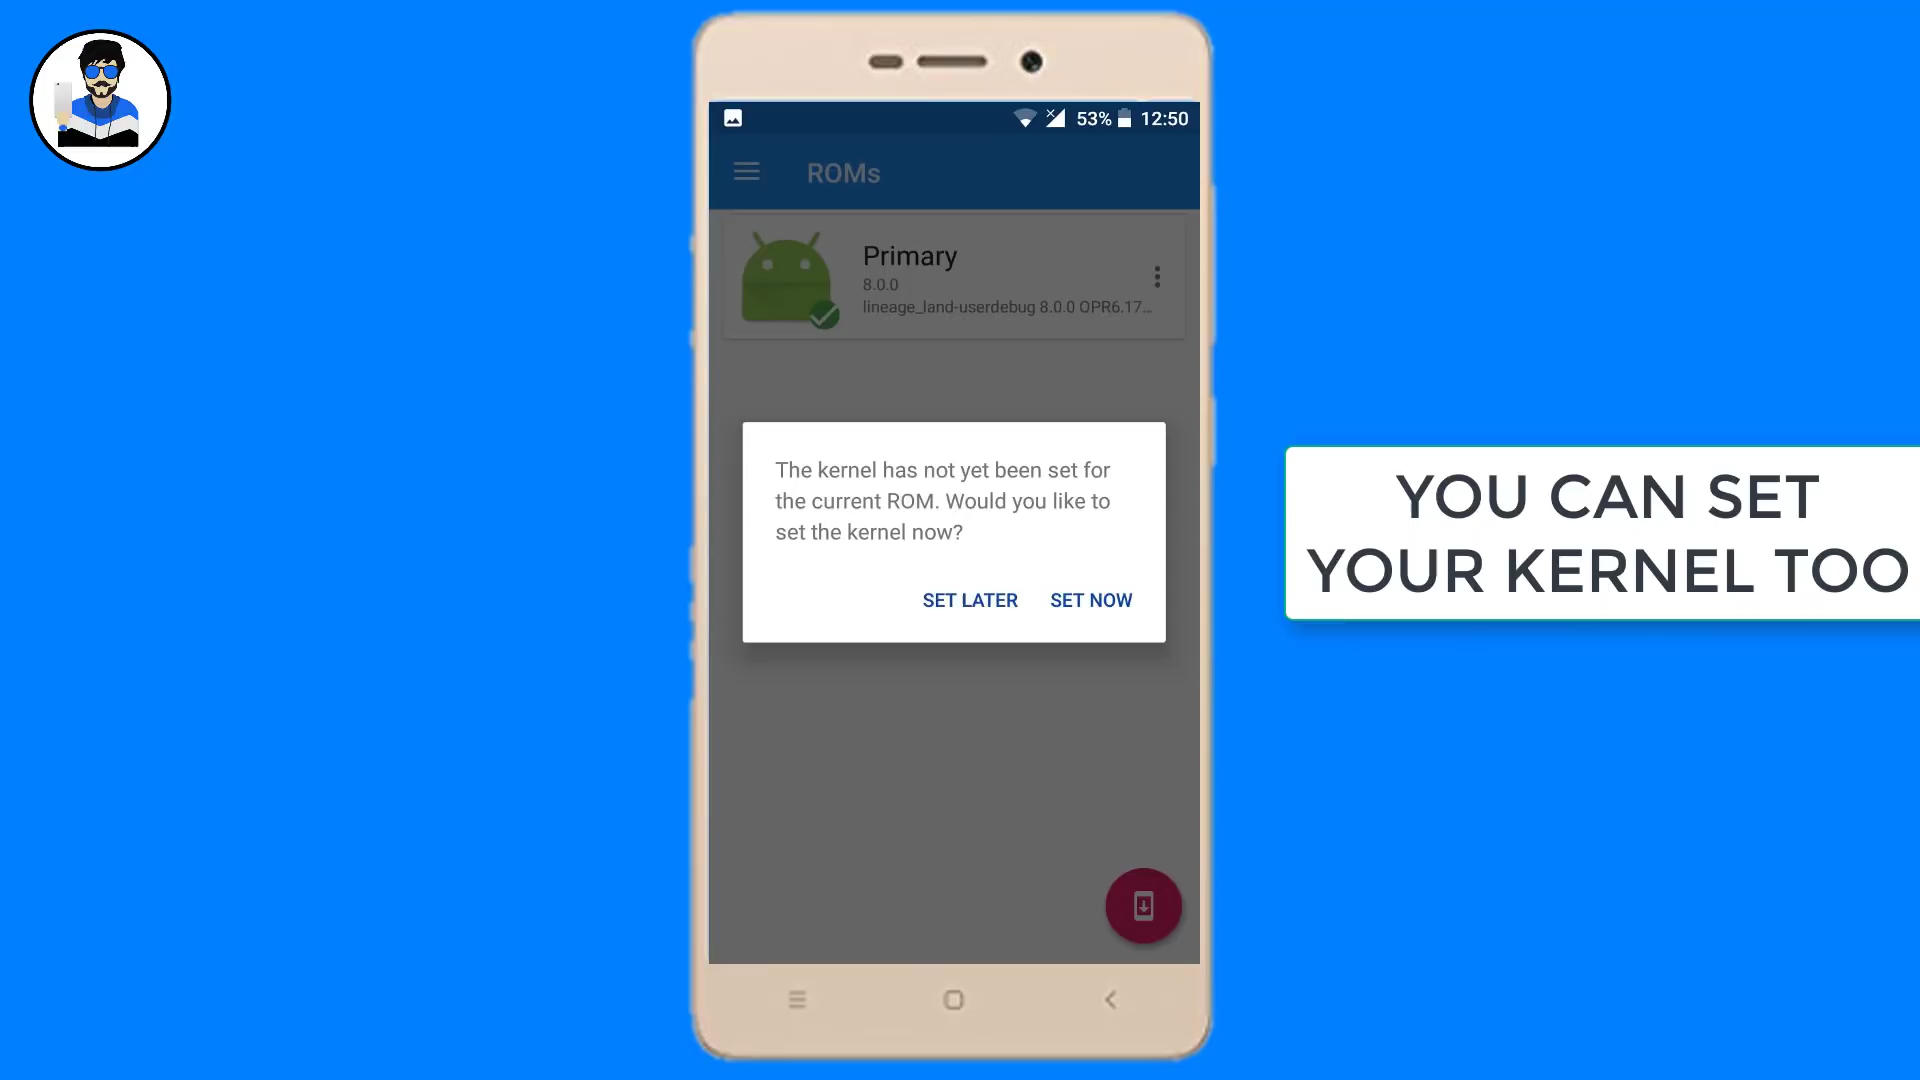 53% 12:50
ROMs
Primary
8.0.0
lineage_land-userdebug 8.0.0 OPR6.17...
The kernel has not yet been set for
the current ROM. Would you like to
set the kernel now?
SET LATER SET NOW
YOU CAN SET
YOUR KERNEL TOO